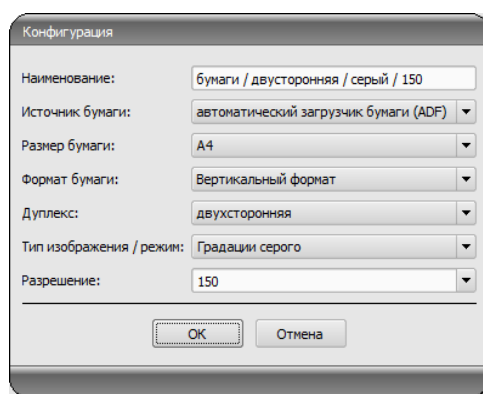 Конфигурация
Наименование: бумаги / двусторонняя / серый / 150
Источник бумаги: автоматический загрузчик бумаги (ADF)
Размер бумаги: A4
Формат бумаги: Вертикальный формат
Дуплекс: двухсторонняя
Тип изображения / режим: Градации серого
Разрешение: 150
OK Отмена